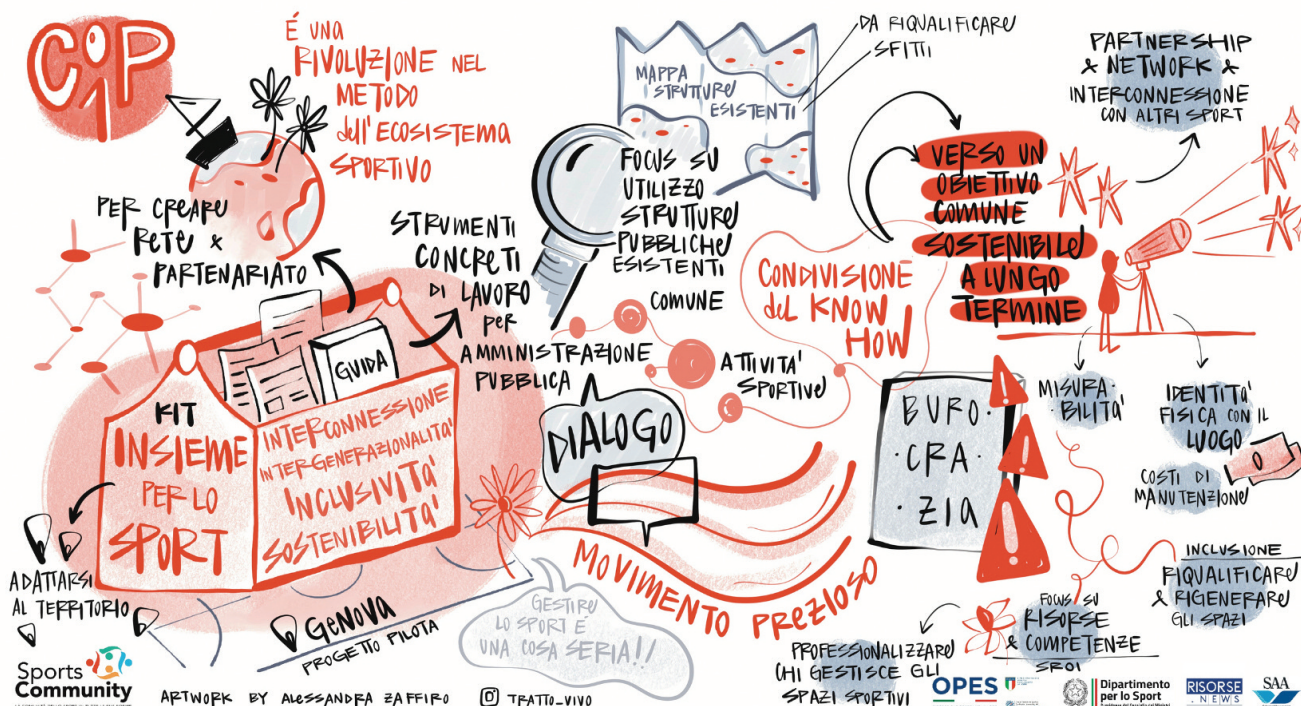 CiP
1
É UNA
RIVOLUZIONE NEL
METODO
dell'ECOSISTEMA
SPORTIVO
PER CREARE
RETE &
PARTENARIATO
STRUMENTI
CONCRETI
DI LAVORO
PER
AMMINISTRAZIONE
PUBBLICA
GUIDA
KIT
INSIEME
PER LO
SPORT
INTERCONNESSIONE
INTERGENERAZIONALITA'
INCLUSIVITA'
SOSTENIBILITA'
ADATTARSI
AL TERRITORIO
GENOVA
PROGETTO PILOTA
MAPPA
STRUTTURE
ESISTENTI
DA RIQUALIFICARE
SFITTI
FOCUS SU
UTILIZZO
STRUTTURE
PUBBLICHE
ESISTENTI
COMUNE
ATTIVITA'
SPORTIVE
DIALOGO
CONDIVISIONE
del KNOW
HOW
MOVIMENTO PREZIOSO
GESTIRE
LO SPORT É
UNA COSA SERIA!!
VERSO UN
OBIETTIVO
COMUNE
SOSTENIBILE
A LUNGO
TERMINE
PARTNERSHIP
& NETWORK &
INTERCONNESSIONE
CON ALTRI SPORT
BURO·
·CRA·
·ZIA
MISURA·
BILITÀ
IDENTITA'
FISICA CON IL
LUOGO
COSTI DI
MANUTENZIONE
INCLUSIONE
RIQUALIFICARE
& RIGENERARE
GLI SPAZI
FOCUS SU
RISORSE
& COMPETENZE
SROI
PROFESSIONALIZZARE
CHI GESTISCE GLI
SPAZI SPORTIVI
Sports
Community
ARTWORK BY ALESSANDRA ZAFFIRO
TRATTO_VIVO
OPES
Dipartimento
per lo Sport
RISORSE
.NEWS
SAA